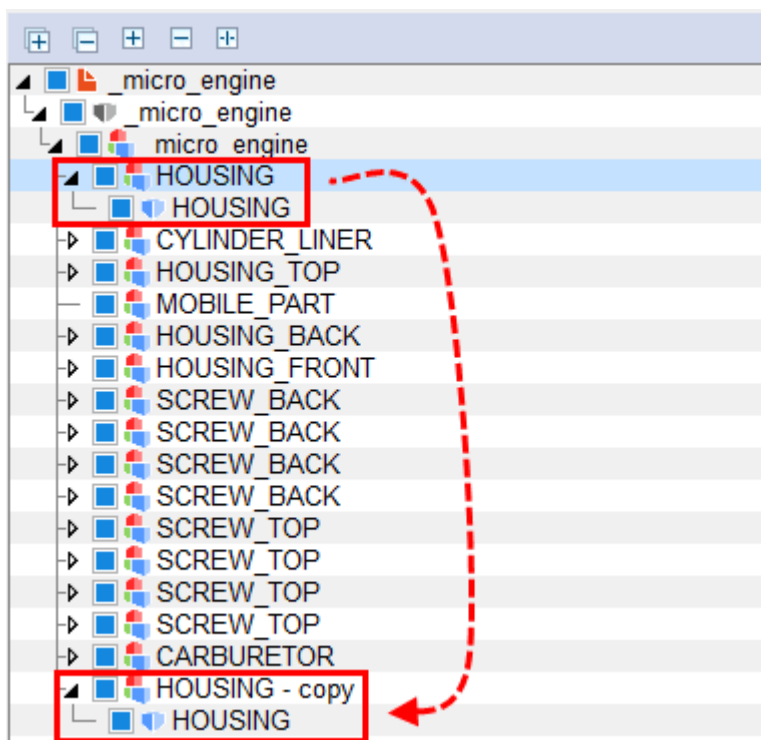 _micro_engine
_micro_engine
_micro_engine
HOUSING
HOUSING
CYLINDER_LINER
HOUSING_TOP
MOBILE_PART
HOUSING_BACK
HOUSING_FRONT
SCREW_BACK
SCREW_BACK
SCREW_BACK
SCREW_BACK
SCREW_TOP
SCREW_TOP
SCREW_TOP
SCREW_TOP
CARBURETOR
HOUSING - copy
HOUSING